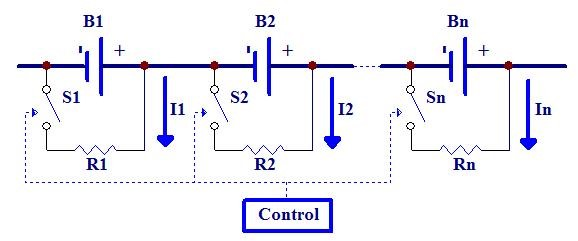 B1 B2 Bn
+ + +
S1 I1 S2 I2 Sn In
R1 R2 Rn
Control